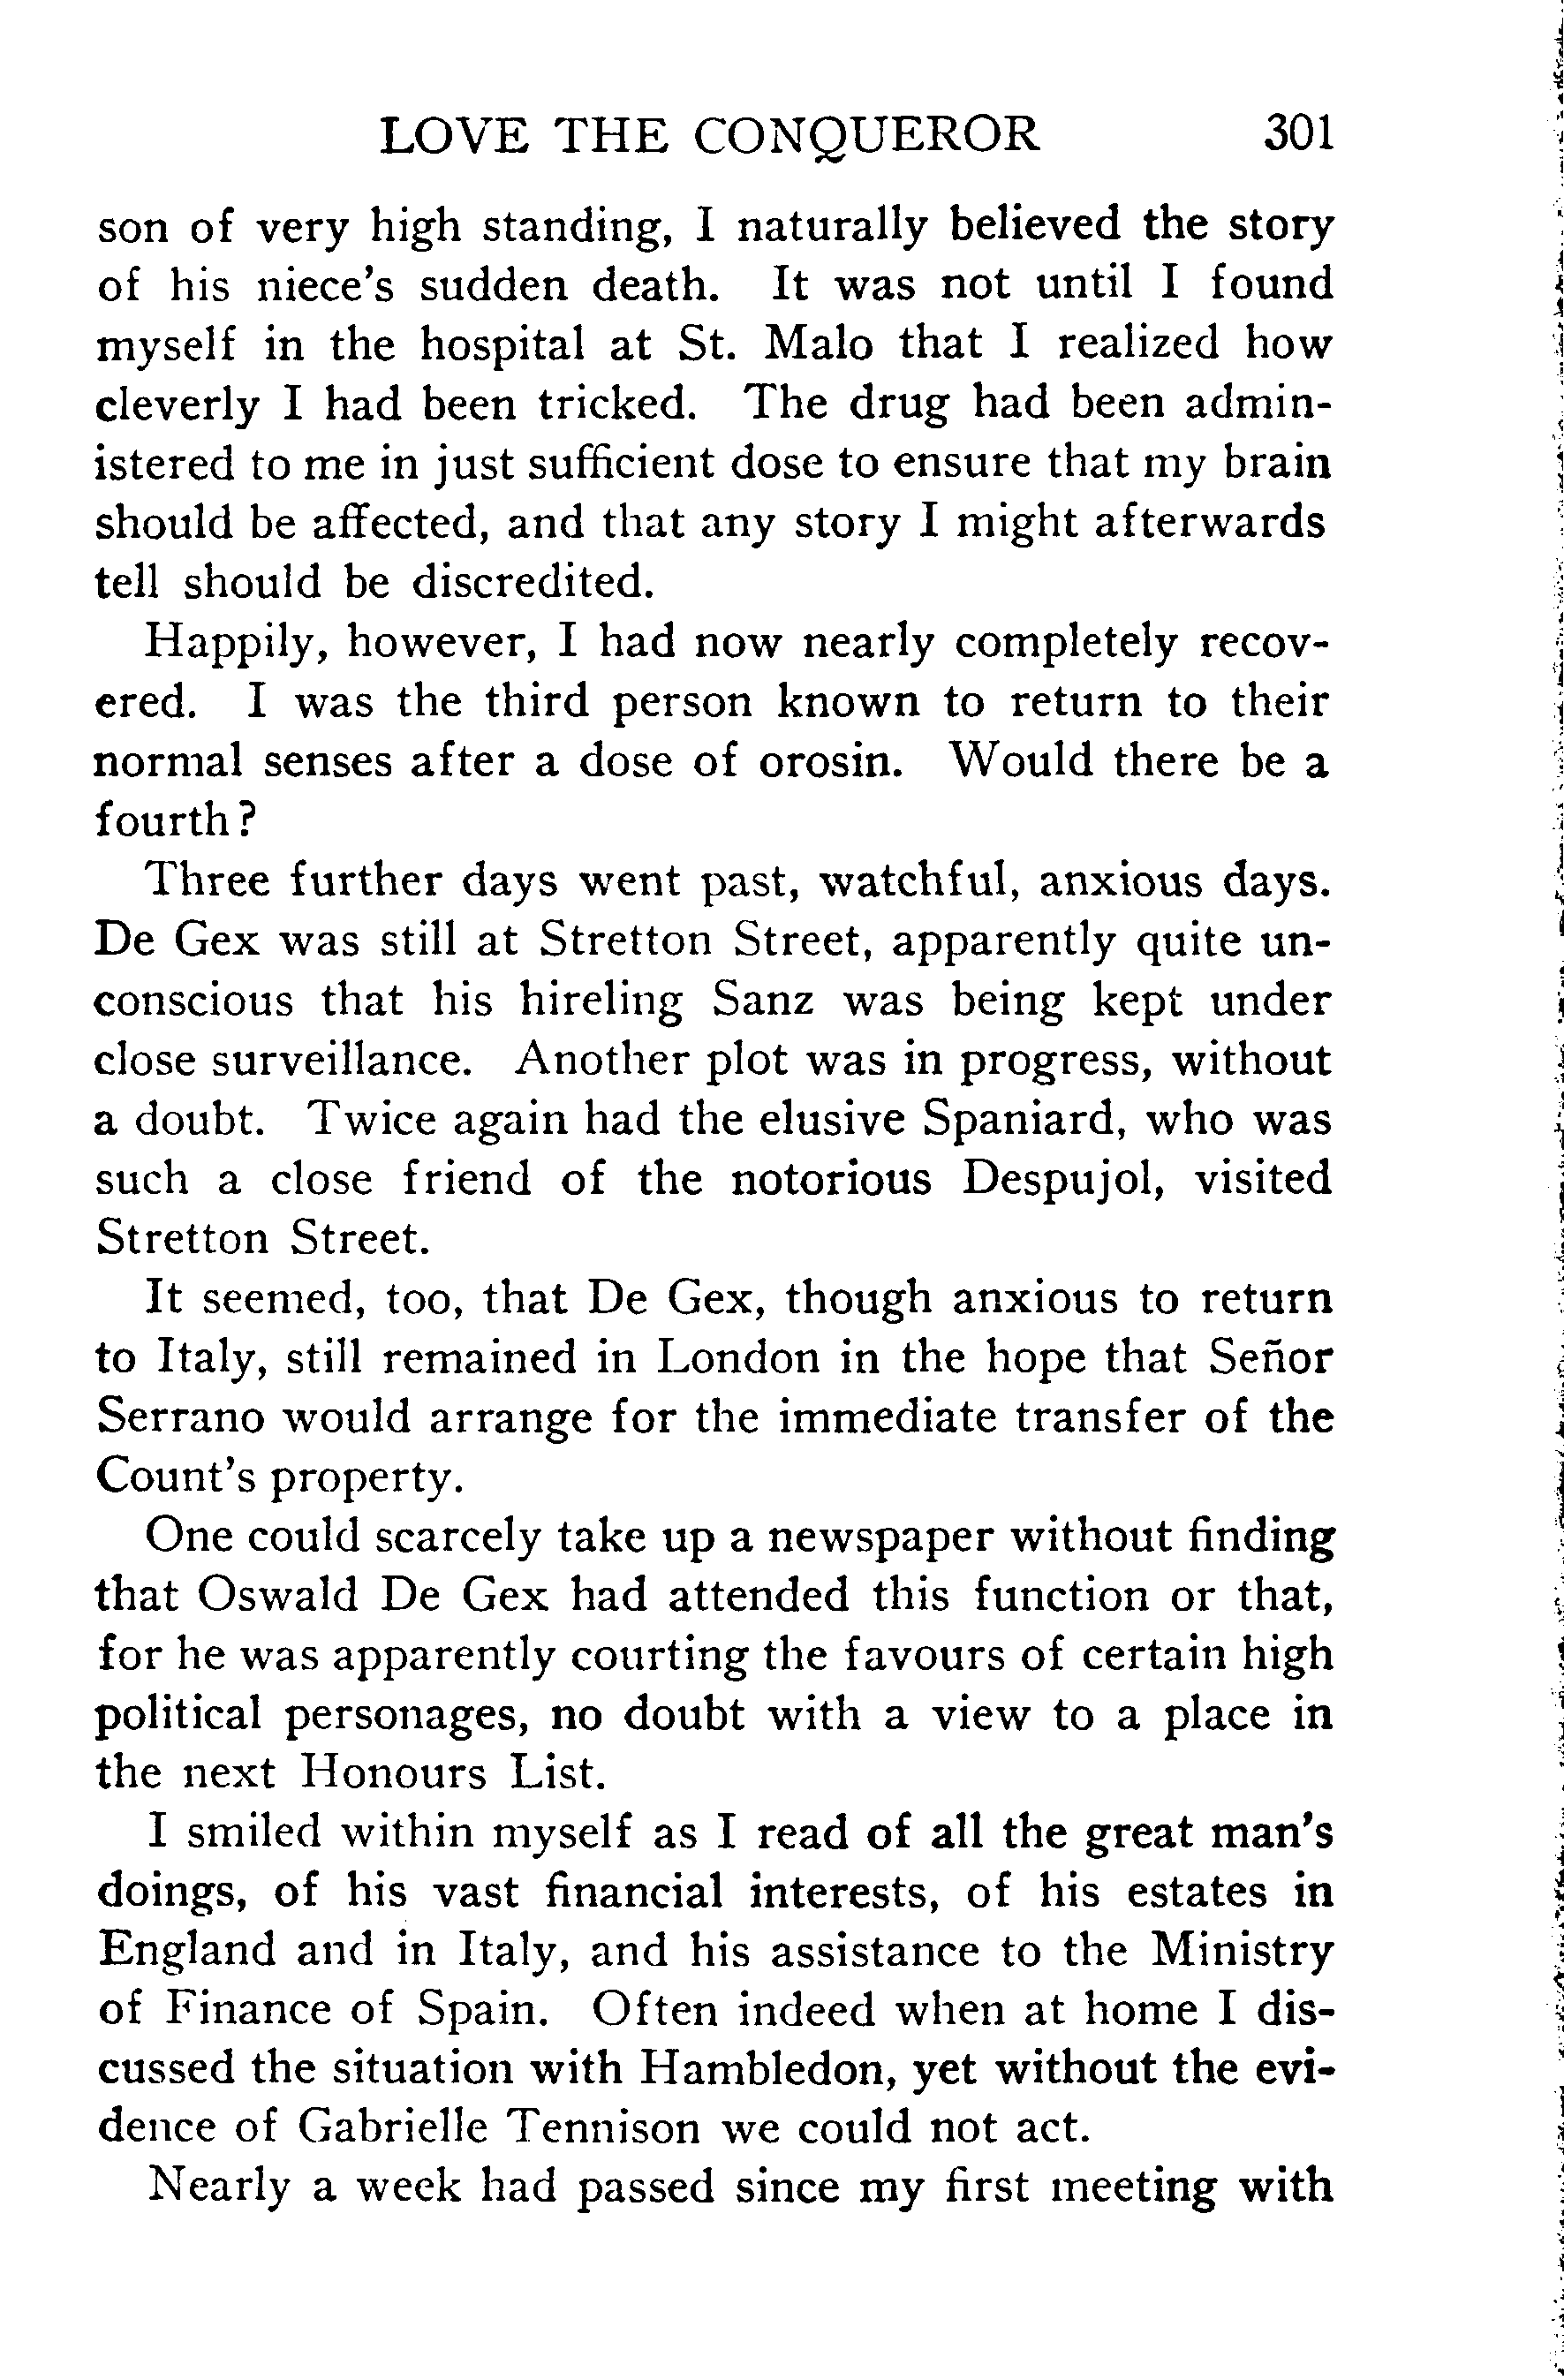 LOVE THE CONQUEROR 301
son of very high standing, I naturally believed the story
of his niece's sudden death. It was not until I found
myself in the hospital at St. Malo that I realized how
cleverly I had been tricked. The drug had been admin-
istered to me in just sufficient dose to ensure that my brain
should be affected, and that any story I might afterwards
tell should be discredited.
Happily, however, I had now nearly completely recov-
ered. I was the third person known to return to their
normal senses after a dose of orosin. Would there be a
fourth?
Three further days went past, watchful, anxious days.
De Gex was still at Stretton Street, apparently quite un-
conscious that his hireling Sanz was being kept under
close surveillance. Another plot was in progress, without
a doubt. Twice again had the elusive Spaniard, who was
such a close friend of the notorious Despujol, visited
Stretton Street.
It seemed, too, that De Gex, though anxious to return
to Italy, still remained in London in the hope that Señor
Serrano would arrange for the immediate transfer of the
Count's property.
One could scarcely take up a newspaper without finding
that Oswald De Gex had attended this function or that,
for he was apparently courting the favours of certain high
political personages, no doubt with a view to a place in
the next Honours List.
I smiled within myself as I read of all the great man's
doings, of his vast financial interests, of his estates in
England and in Italy, and his assistance to the Ministry
of Finance of Spain. Often indeed when at home I dis-
cussed the situation with Hambledon, yet without the evi-
dence of Gabrielle Tennison we could not act.
Nearly a week had passed since my first meeting with